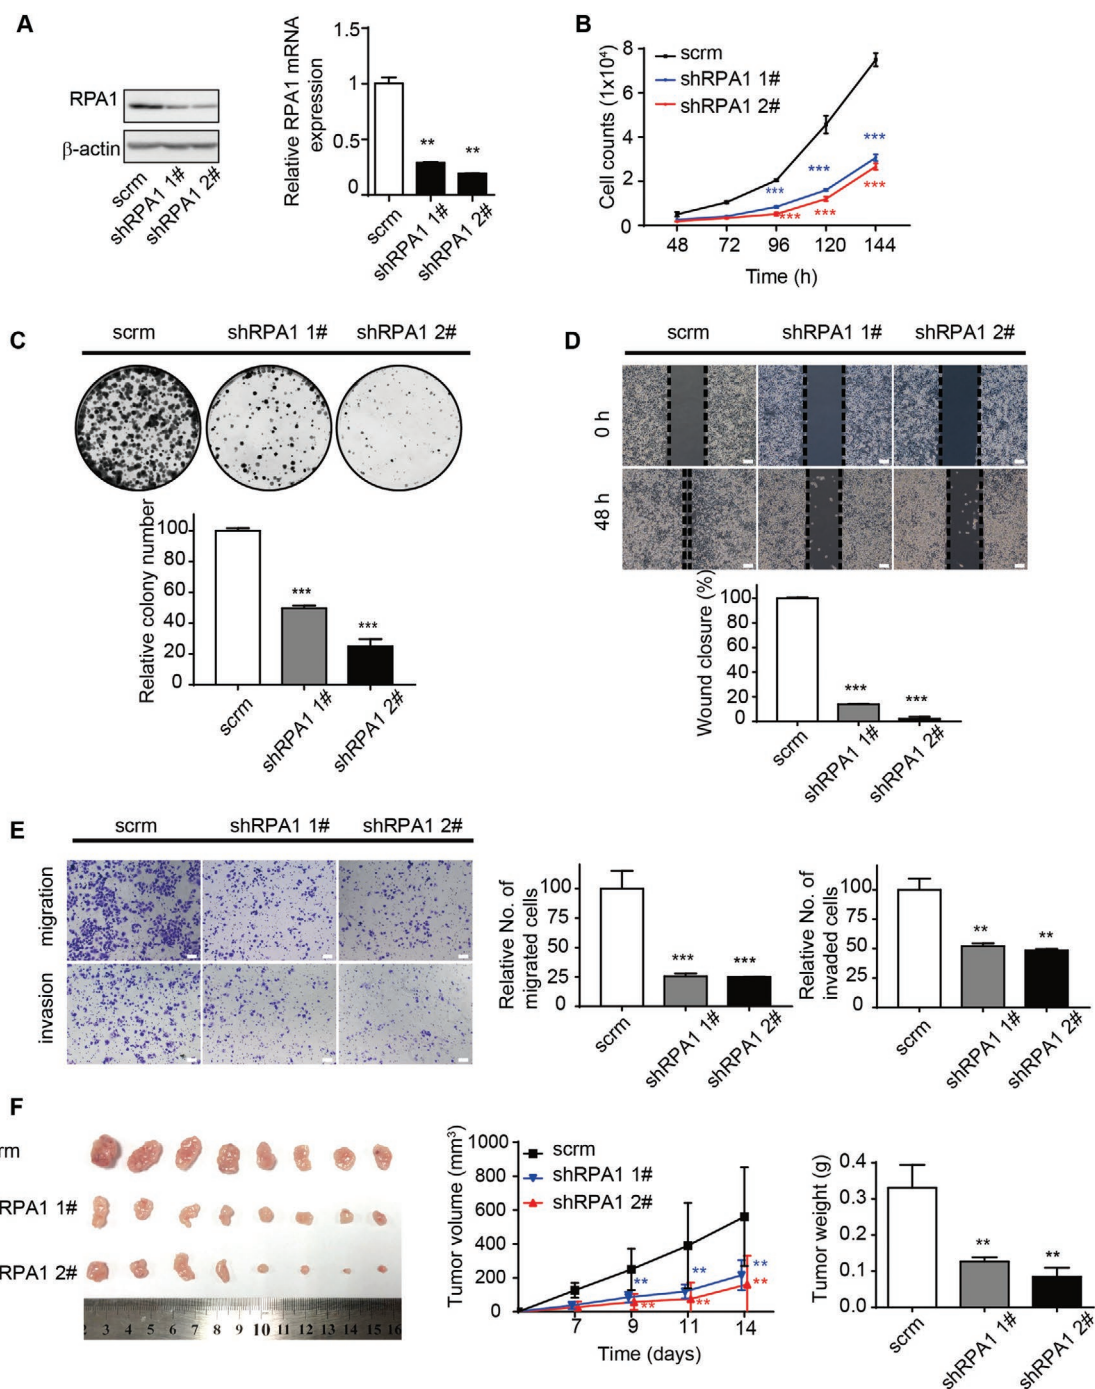 A
RPA1
β-actin
scrm
shRPA1 1#
shRPA1 2#
Relative RPA1 mRNA
expression
1.5
1
0.5
0
**
**
scrm
shRPA1 1#
shRPA1 2#
B
Cell counts (1x10⁴)
8
6
4
2
0
scrm
shRPA1 1#
shRPA1 2#
***
***
***
***
***
***
48 72 96 120 144
Time (h)
C
scrm shRPA1 1# shRPA1 2#
Relative colony number
100
80
60
40
20
0
***
***
scrm
shRPA1 1#
shRPA1 2#
D
scrm shRPA1 1# shRPA1 2#
0 h
48 h
Wound closure (%)
100
80
60
40
20
0
***
***
scrm
shRPA1 1#
shRPA1 2#
E
scrm shRPA1 1# shRPA1 2#
migration
invasion
Relative No. of
migrated cells
100
75
50
25
0
***
***
scrm
shRPA1 1#
shRPA1 2#
Relative No. of
invaded cells
100
75
50
25
0
**
**
scrm
shRPA1 1#
shRPA1 2#
F
rm
RPA1 1#
RPA1 2#
2 3 4 5 6 7 8 9 10 11 12 13 14 15 16
Tumor volume (mm³)
1000
800
600
400
200
0
scrm
shRPA1 1#
shRPA1 2#
**
**
**
**
**
**
7 9 11 14
Time (days)
Tumor weight (g)
0.3
0.2
0.1
0.0
**
**
scrm
shRPA1 1#
shRPA1 2#